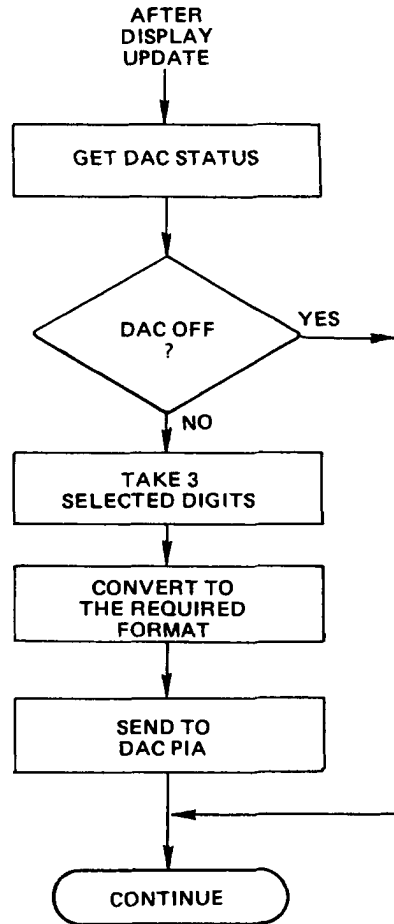 AFTER
DISPLAY
UPDATE
GET DAC STATUS
DAC OFF
?
YES
NO
TAKE 3
SELECTED DIGITS
CONVERT TO
THE REQUIRED
FORMAT
SEND TO
DAC PIA
CONTINUE